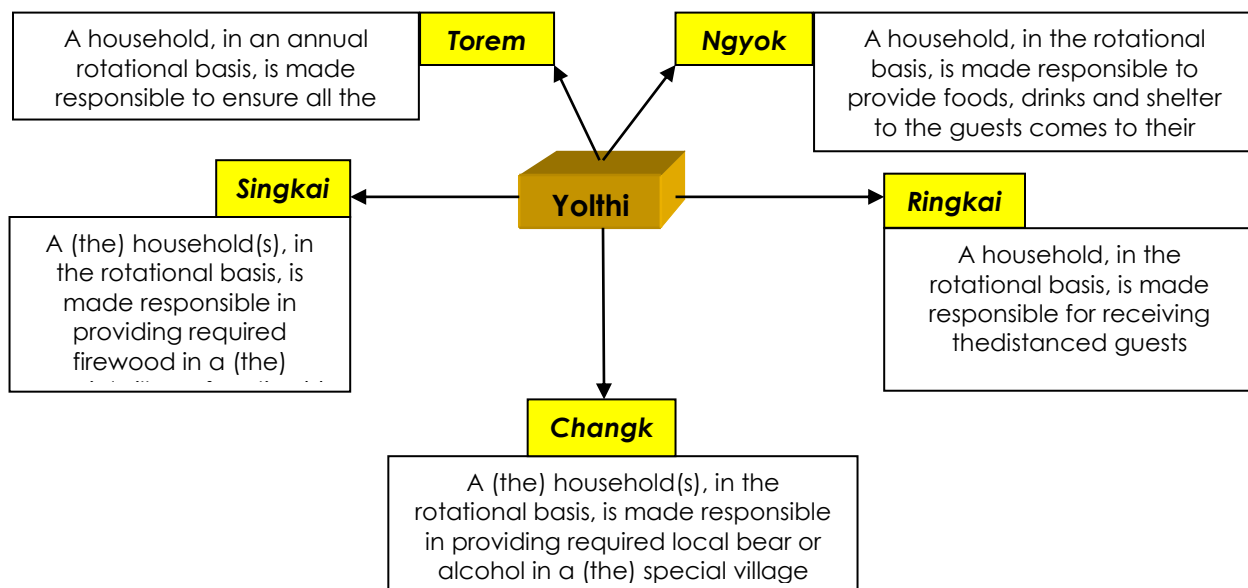 Torem
A household, in an annual
rotational basis, is made
responsible to ensure all the
Ngyok
A household, in the rotational
basis, is made responsible to
provide foods, drinks and shelter
to the guests comes to their
Yolthi
Singkai
A (the) household(s), in
the rotational basis, is
made responsible in
providing required
firewood in a (the)
Ringkai
A household, in the
rotational basis, is made
responsible for receiving
thedistanced guests
Changk
A (the) household(s), in the
rotational basis, is made responsible
in providing required local bear or
alcohol in a (the) special village